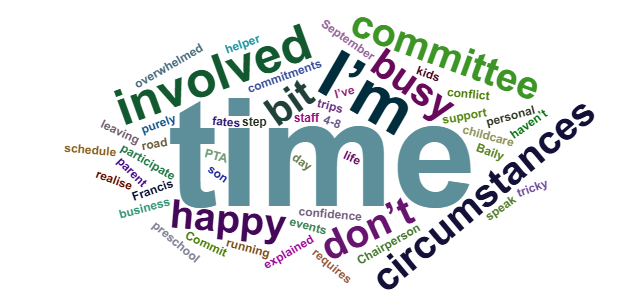 September
committee
overwhelmed
helper
involved
I'm
busy
kids
commitments
conflict
bit
I've
trips
support
personal
haven't
leaving
purely
fates
step
staff
4-8
childcare
circumstances
road
time
Baily
schedule
participate
PTA
day
life
parent
son
realise
Francis
tricky
business
happy
confidence
don't
speak
events
preschool
Commit
running
explained
Chairperson
requires